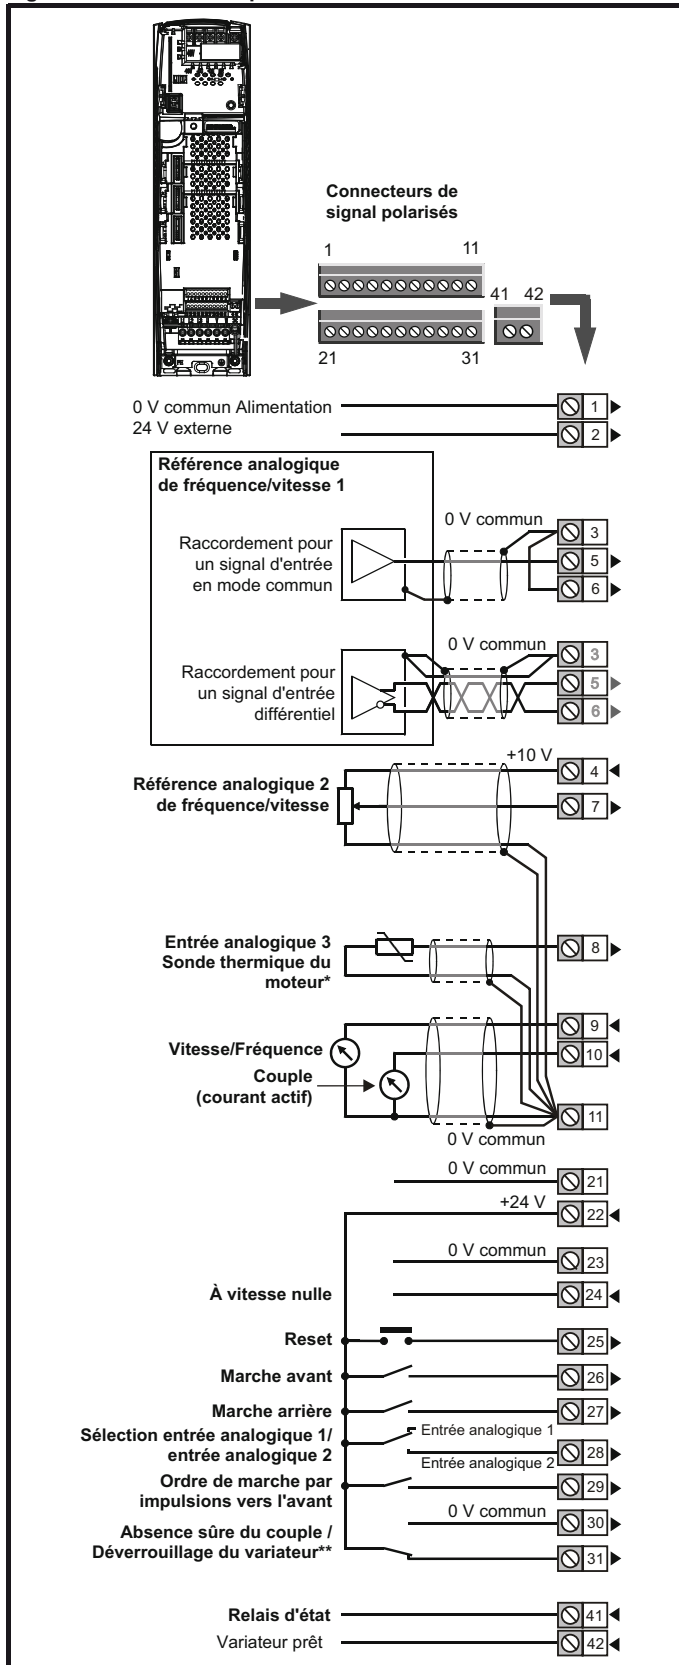 Connecteurs de
signal polarisés
1 11
41 42
21 31
0 V commun Alimentation 1
24 V externe 2
Référence analogique
de fréquence/vitesse 1
0 V commun 3
Raccordement pour
un signal d'entrée
en mode commun
5
6
0 V commun 3
Raccordement pour
un signal d'entrée
différentiel
5
6
+10 V 4
Référence analogique 2
de fréquence/vitesse
7
Entrée analogique 3
Sonde thermique du
moteur*
8
9
Vitesse/Fréquence 10
Couple
(courant actif)
11
0 V commun
0 V commun 21
+24 V 22
0 V commun 23
À vitesse nulle 24
Reset 25
Marche avant 26
Marche arrière 27
Sélection entrée analogique 1/
entrée analogique 2
Entrée analogique 1
28
Entrée analogique 2
Ordre de marche par
impulsions vers l'avant
29
0 V commun 30
Absence sûre du couple /
Déverrouillage du variateur**
31
Relais d'état 41
Variateur prêt 42